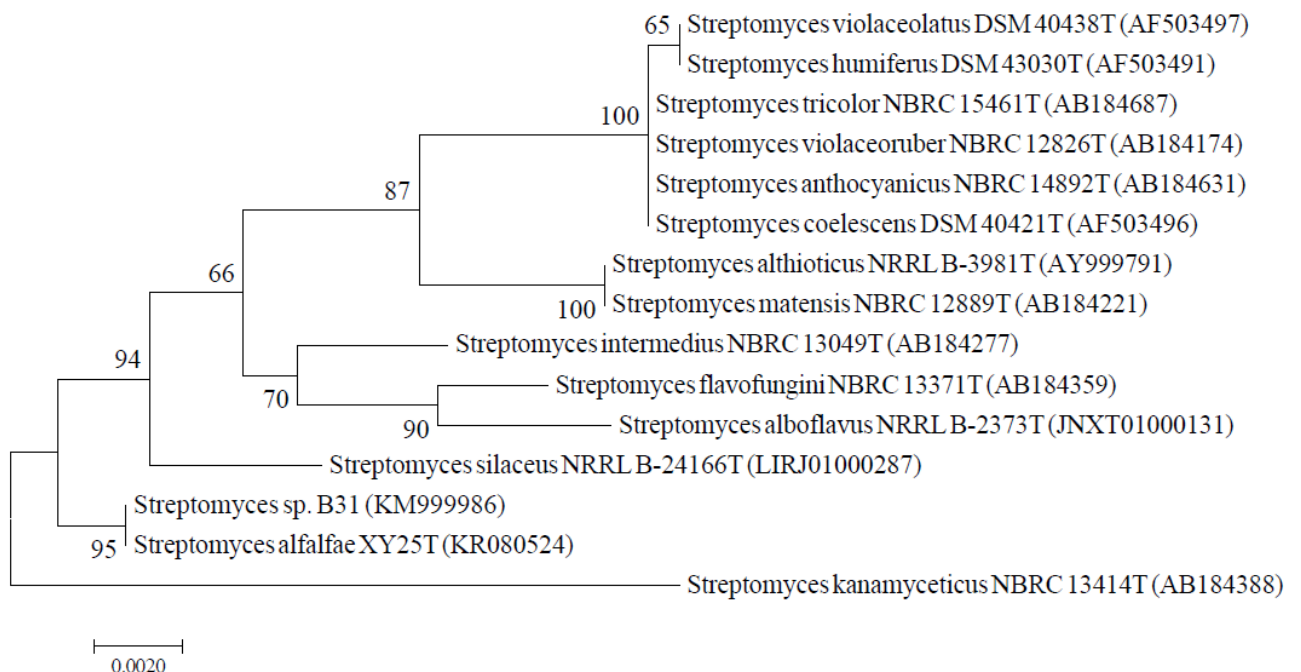 65
Streptomyces violaceolatus DSM 40438T (AF503497)
Streptomyces humiferus DSM 43030T (AF503491)
Streptomyces tricolor NBRC 15461T (AB184687)
100
Streptomyces violaceoruber NBRC 12826T (AB184174)
Streptomyces anthocyanicus NBRC 14892T (AB184631)
87
Streptomyces coelescens DSM 40421T (AF503496)
Streptomyces althioticus NRRL B-3981T (AY999791)
66
Streptomyces matensis NBRC 12889T (AB184221)
100
Streptomyces intermedius NBRC 13049T (AB184277)
94
Streptomyces flavofungini NBRC 13371T (AB184359)
70
Streptomyces alboflavus NRRL B-2373T (JNXT01000131)
90
Streptomyces silaceus NRRL B-24166T (LIRJ01000287)
Streptomyces sp. B31 (KM999986)
95
Streptomyces alfalfae XY25T (KR080524)
Streptomyces kanamyceticus NBRC 13414T (AB184388)
0.0020